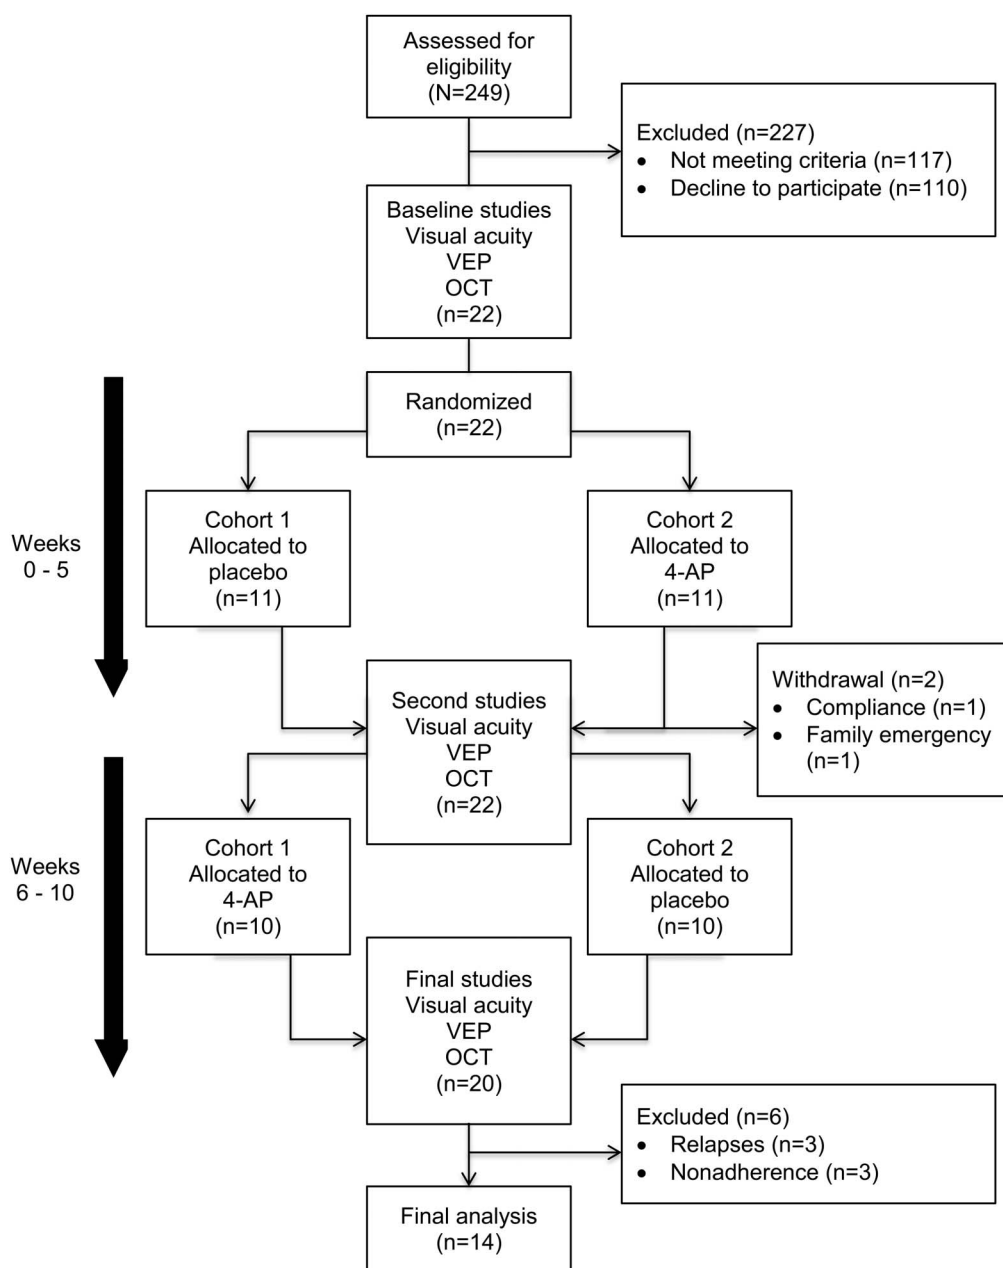 Assessed for
eligibility
(N=249)
Excluded (n=227)
• Not meeting criteria (n=117)
• Decline to participate (n=110)
Baseline studies
Visual acuity
VEP
OCT
(n=22)
Randomized
(n=22)
Weeks
0 - 5
Cohort 1
Allocated to
placebo
(n=11)
Cohort 2
Allocated to
4-AP
(n=11)
Second studies
Visual acuity
VEP
OCT
(n=22)
Withdrawal (n=2)
• Compliance (n=1)
• Family emergency
(n=1)
Weeks
6 - 10
Cohort 1
Allocated to
4-AP
(n=10)
Cohort 2
Allocated to
placebo
(n=10)
Final studies
Visual acuity
VEP
OCT
(n=20)
Excluded (n=6)
• Relapses (n=3)
• Nonadherence (n=3)
Final analysis
(n=14)